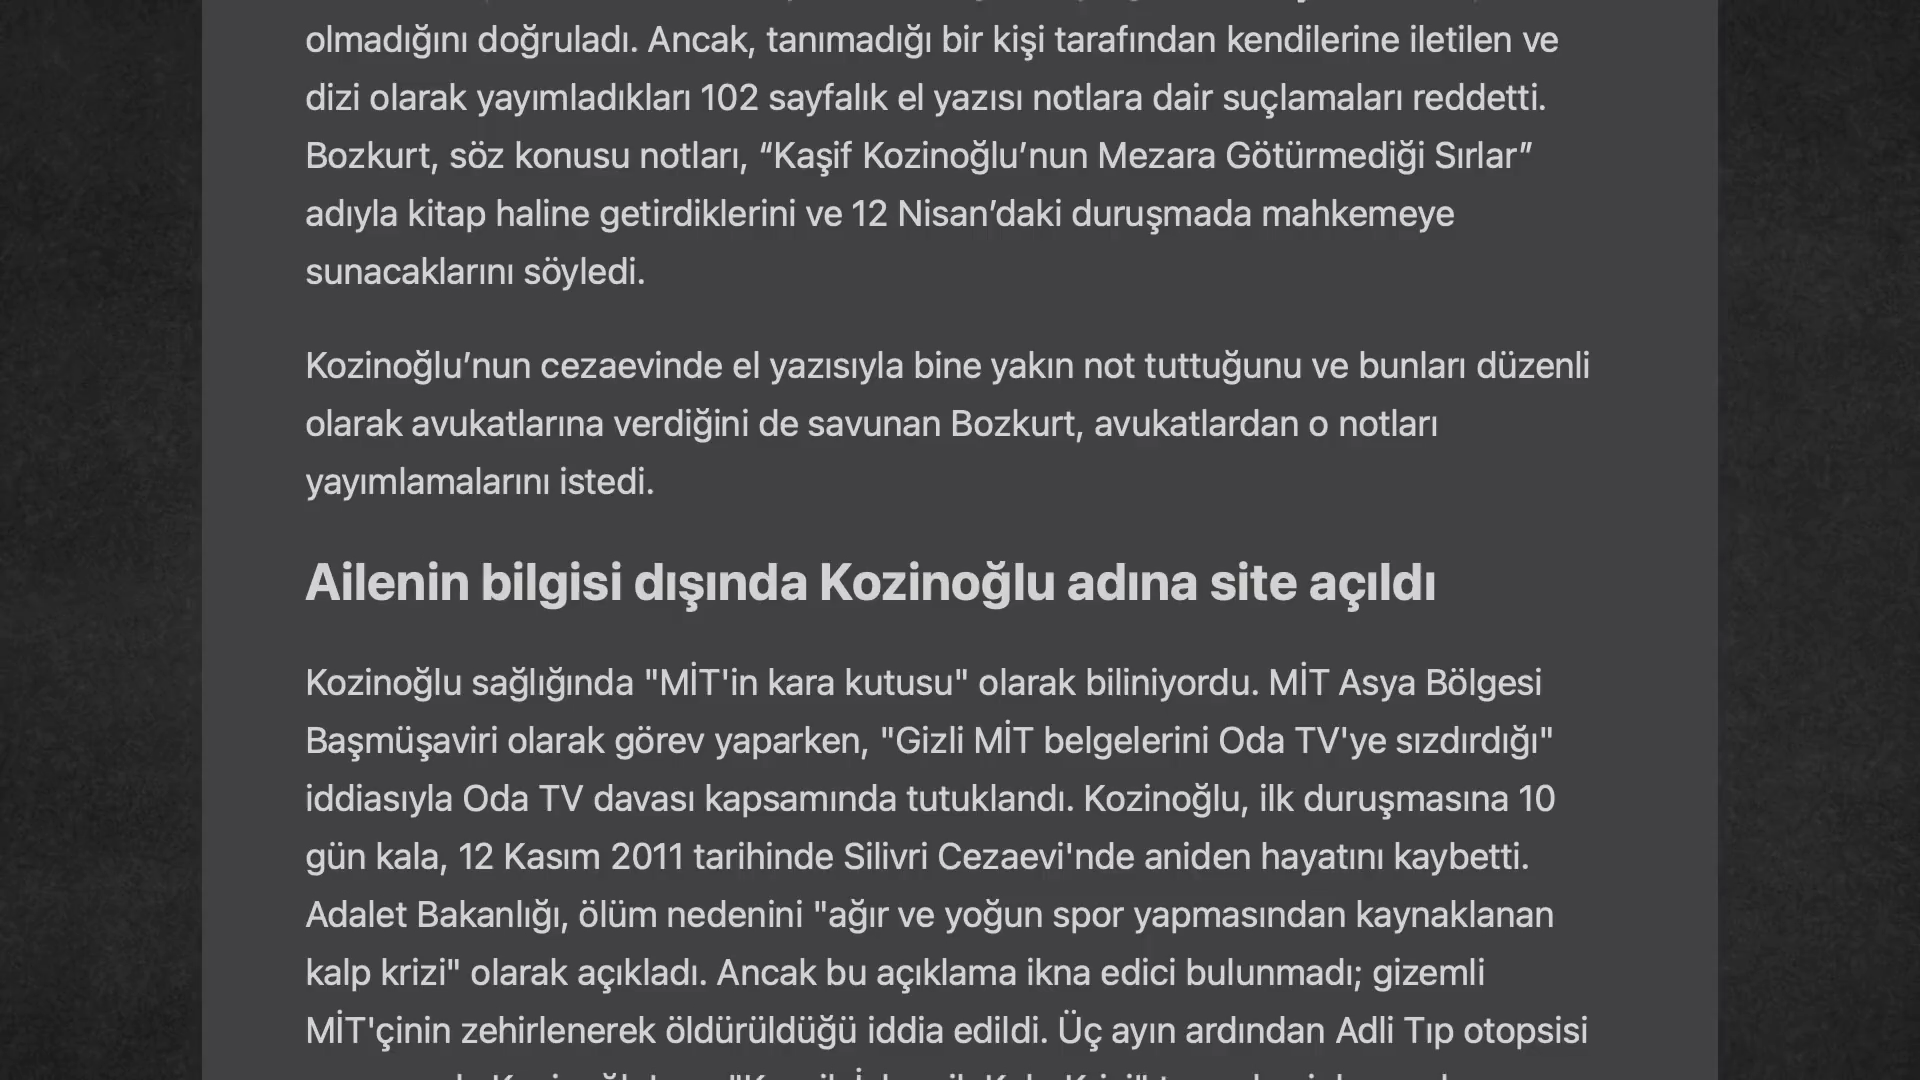 olmadığını doğruladı. Ancak, tanımadığı bir kişi tarafından kendilerine iletilen ve
dizi olarak yayımladıkları 102 sayfalık el yazısı notlara dair suçlamaları reddetti.
Bozkurt, söz konusu notları, “Kaşif Kozinoğlu’nun Mezara Götürmediği Sırlar”
adıyla kitap haline getirdiklerini ve 12 Nisan’daki duruşmada mahkemeye
sunacaklarını söyledi.
Kozinoğlu’nun cezaevinde el yazısıyla bine yakın not tuttuğunu ve bunları düzenli
olarak avukatlarına verdiğini de savunan Bozkurt, avukatlardan o notları
yayımlamalarını istedi.
Ailenin bilgisi dışında Kozinoğlu adına site açıldı
Kozinoğlu sağlığında "MİT'in kara kutusu" olarak biliniyordu. MİT Asya Bölgesi
Başmüşaviri olarak görev yaparken, "Gizli MİT belgelerini Oda TV'ye sızdırdığı"
iddiasıyla Oda TV davası kapsamında tutuklandı. Kozinoğlu, ilk duruşmasına 10
gün kala, 12 Kasım 2011 tarihinde Silivri Cezaevi'nde aniden hayatını kaybetti.
Adalet Bakanlığı, ölüm nedenini "ağır ve yoğun spor yapmasından kaynaklanan
kalp krizi" olarak açıkladı. Ancak bu açıklama ikna edici bulunmadı; gizemli
MİT'çinin zehirlenerek öldürüldüğü iddia edildi. Üç ayın ardından Adli Tıp otopsisi